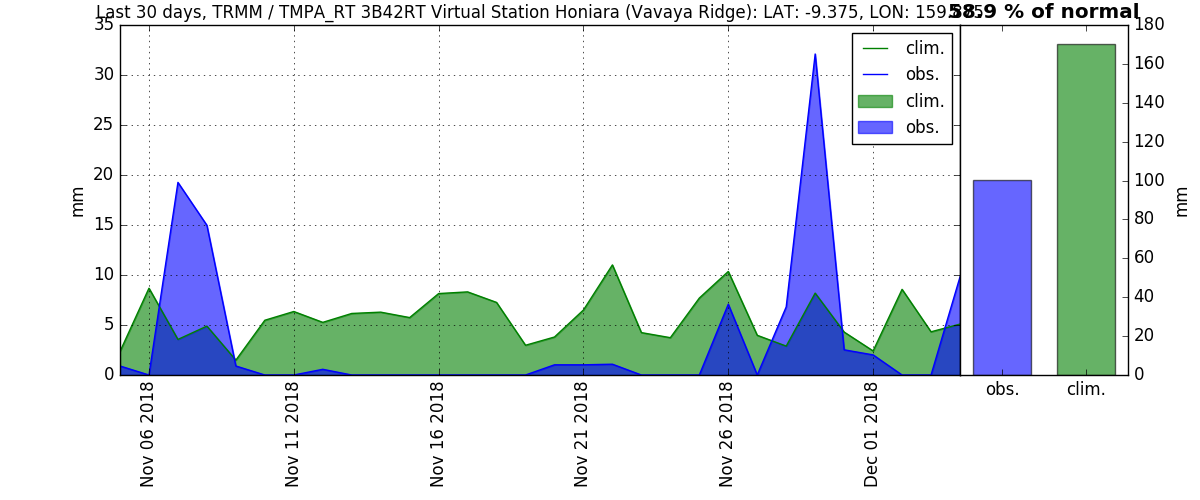 Last 30 days, TRMM / TMPA_RT 3B42RT Virtual Station Honiara (Vavaya Ridge): LAT: -9.375, LON:
58.9 % of normal
35
30
25
20
15
10
5
0
mm
clim.
obs.
clim.
obs.
180
160
140
120
100
80
60
40
20
0
mm
obs.
clim.
Nov 06 2018
Nov 11 2018
Nov 16 2018
Nov 21 2018
Nov 26 2018
Dec 01 2018